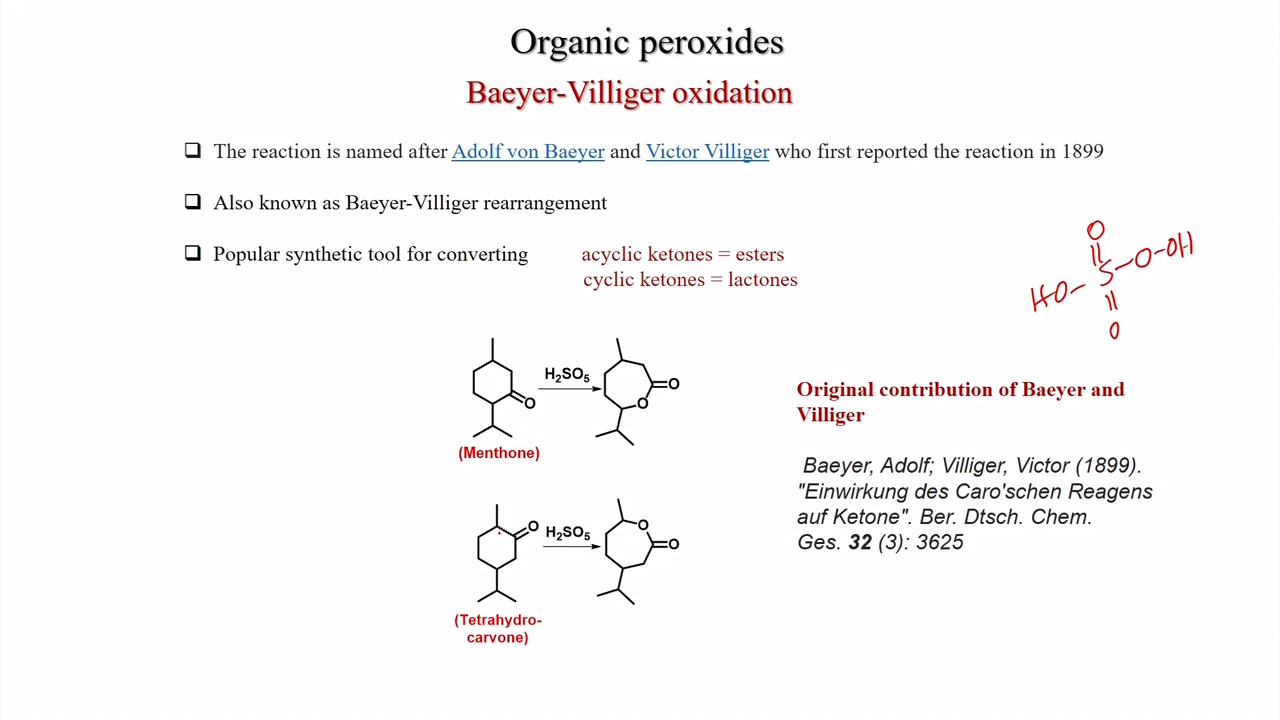 Organic peroxides
Baeyer-Villiger oxidation
❑ The reaction is named after Adolf von Baeyer and Victor Villiger who first reported the reaction in 1899
❑ Also known as Baeyer-Villiger rearrangement
❑ Popular synthetic tool for converting acyclic ketones = esters
cyclic ketones = lactones
O
HO S O-OH
O
H₂SO₅
O O
O
(Menthone)
Original contribution of Baeyer and
Villiger
Baeyer, Adolf; Villiger, Victor (1899).
"Einwirkung des Caro'schen Reagens
auf Ketone". Ber. Dtsch. Chem.
Ges. 32 (3): 3625
O H₂SO₅ O
O
(Tetrahydro-
carvone)